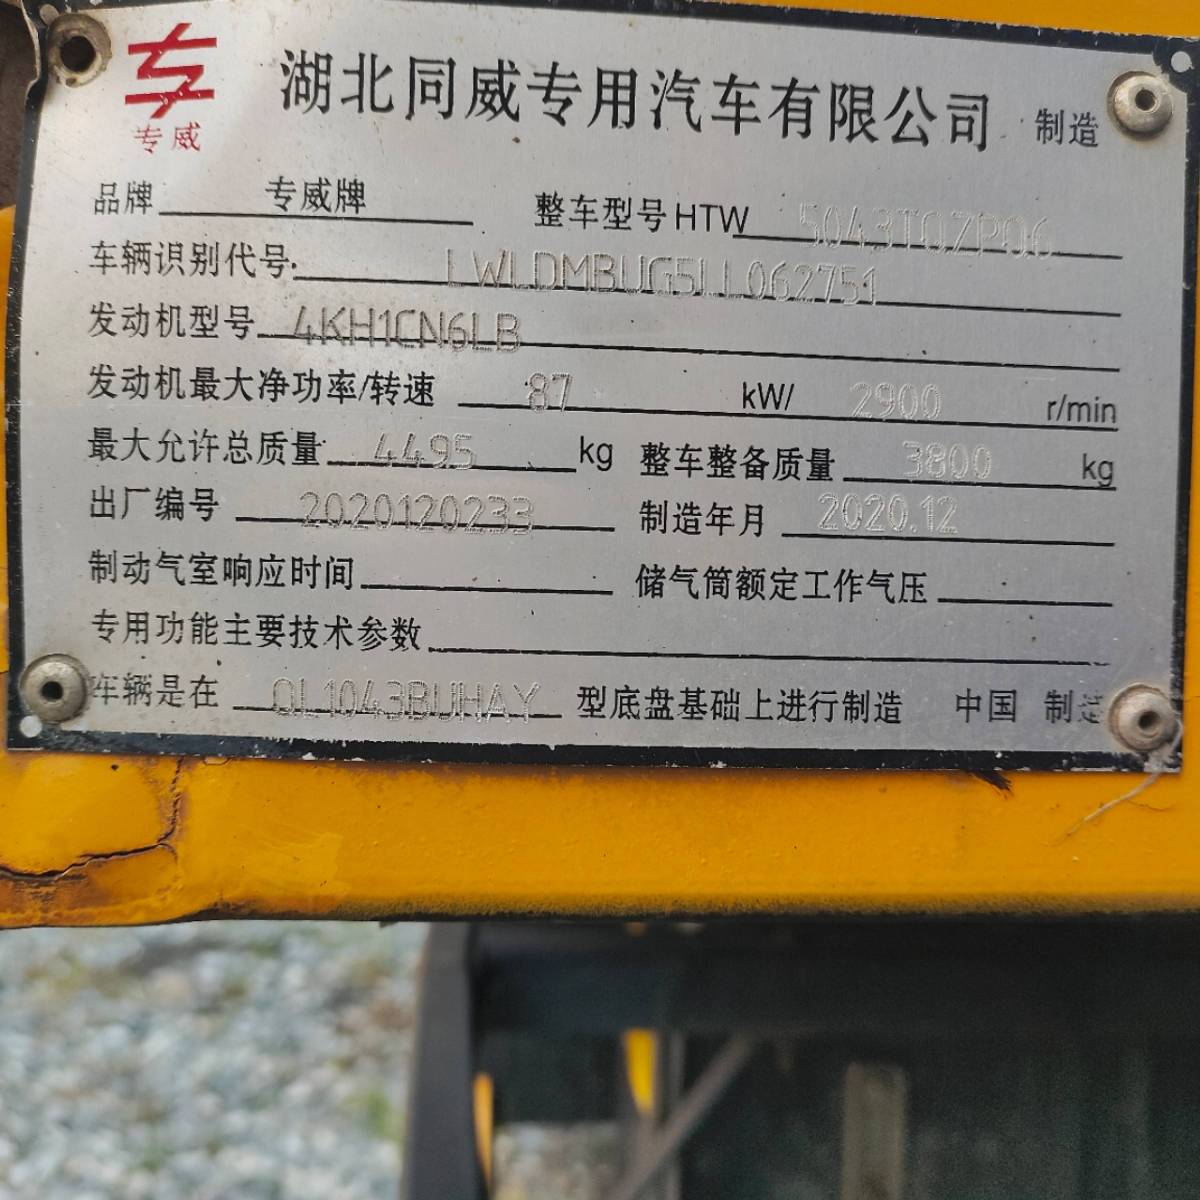 专威
湖北同威专用汽车有限公司 制造
品牌 专威牌 整车型号HTW 5043TQZPQ6
车辆识别代号: LWLDMBUG5LL062751
发动机型号 4KH1CN6LB
发动机最大净功率/转速 87 kW/ 2900 r/min
最大允许总质量 4495 kg 整车整备质量 3800 kg
出厂编号 2020120233 制造年月 2020.12
制动气室响应时间 储气筒额定工作气压
专用功能主要技术参数
车辆是在 QL1043BUHAY 型底盘基础上进行制造 中国 制造